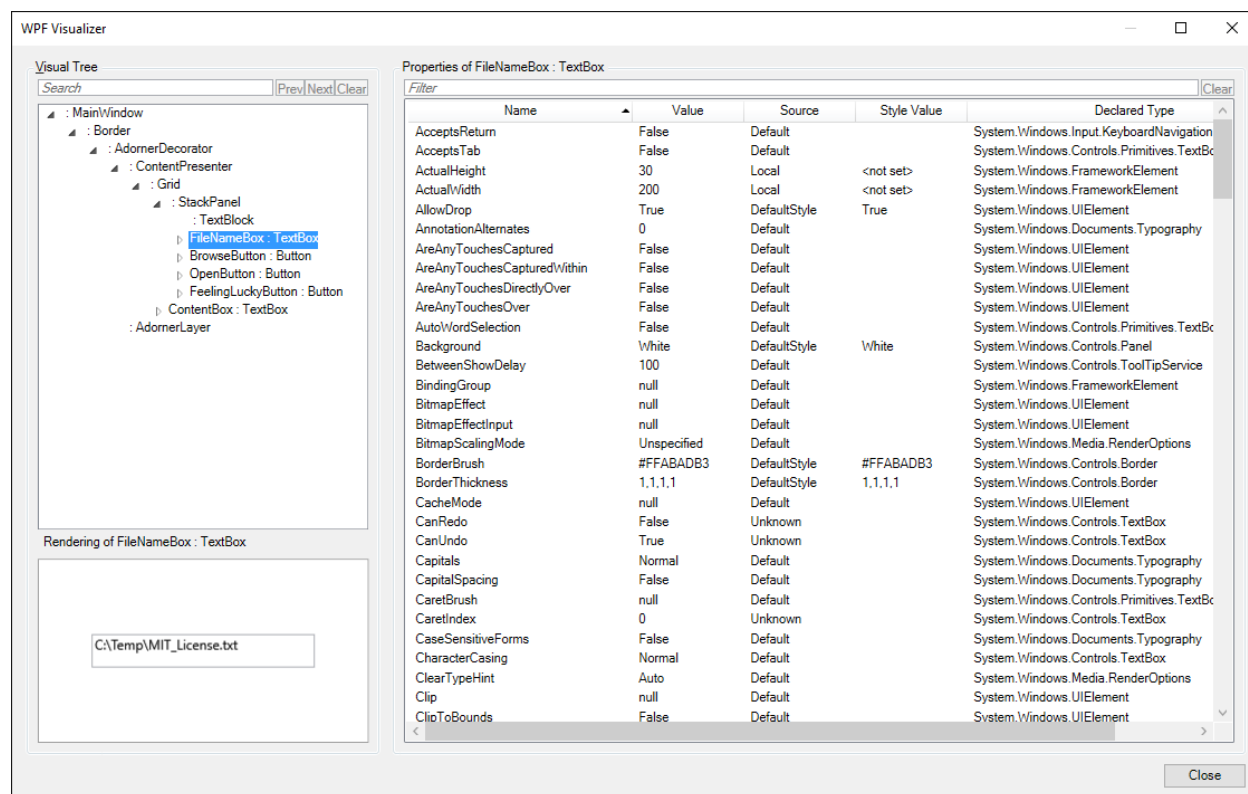 WPF Visualizer
Visual Tree
Search Prev Next Clear
: MainWindow
: Border
: AdornerDecorator
: ContentPresenter
: Grid
: StackPanel
: TextBlock
FileNameBox : TextBox
BrowseButton : Button
OpenButton : Button
FeelingLuckyButton : Button
ContentBox : TextBox
: AdornerLayer
Rendering of FileNameBox : TextBox
C:\Temp\MIT_License.txt
Properties of FileNameBox : TextBox
Filter Clear
Name Value Source Style Value Declared Type
AcceptsReturn False Default System.Windows.Input.KeyboardNavigation
AcceptsTab False Default System.Windows.Controls.Primitives.TextBo
ActualHeight 30 Local <not set> System.Windows.FrameworkElement
ActualWidth 200 Local <not set> System.Windows.FrameworkElement
AllowDrop True DefaultStyle True System.Windows.UIElement
AnnotationAlternates 0 Default System.Windows.Documents.Typography
AreAnyTouchesCaptured False Default System.Windows.UIElement
AreAnyTouchesCapturedWithin False Default System.Windows.UIElement
AreAnyTouchesDirectlyOver False Default System.Windows.UIElement
AreAnyTouchesOver False Default System.Windows.UIElement
AutoWordSelection False Default System.Windows.Controls.Primitives.TextBo
Background White DefaultStyle White System.Windows.Controls.Panel
BetweenShowDelay 100 Default System.Windows.Controls.ToolTipService
BindingGroup null Default System.Windows.FrameworkElement
BitmapEffect null Default System.Windows.UIElement
BitmapEffectInput null Default System.Windows.UIElement
BitmapScalingMode Unspecified Default System.Windows.Media.RenderOptions
BorderBrush #FFABADB3 DefaultStyle #FFABADB3 System.Windows.Controls.Border
BorderThickness 1,1,1,1 DefaultStyle 1,1,1,1 System.Windows.Controls.Border
CacheMode null Default System.Windows.UIElement
CanRedo False Unknown System.Windows.Controls.TextBox
CanUndo True Unknown System.Windows.Controls.TextBox
Capitals Normal Default System.Windows.Documents.Typography
CapitalSpacing False Default System.Windows.Documents.Typography
CaretBrush null Default System.Windows.Controls.Primitives.TextBo
CaretIndex 0 Unknown System.Windows.Controls.TextBox
CaseSensitiveForms False Default System.Windows.Documents.Typography
CharacterCasing Normal Default System.Windows.Controls.TextBox
ClearTypeHint Auto Default System.Windows.Media.RenderOptions
Clip null Default System.Windows.UIElement
ClipToBounds False Default System.Windows.UIElement
Close